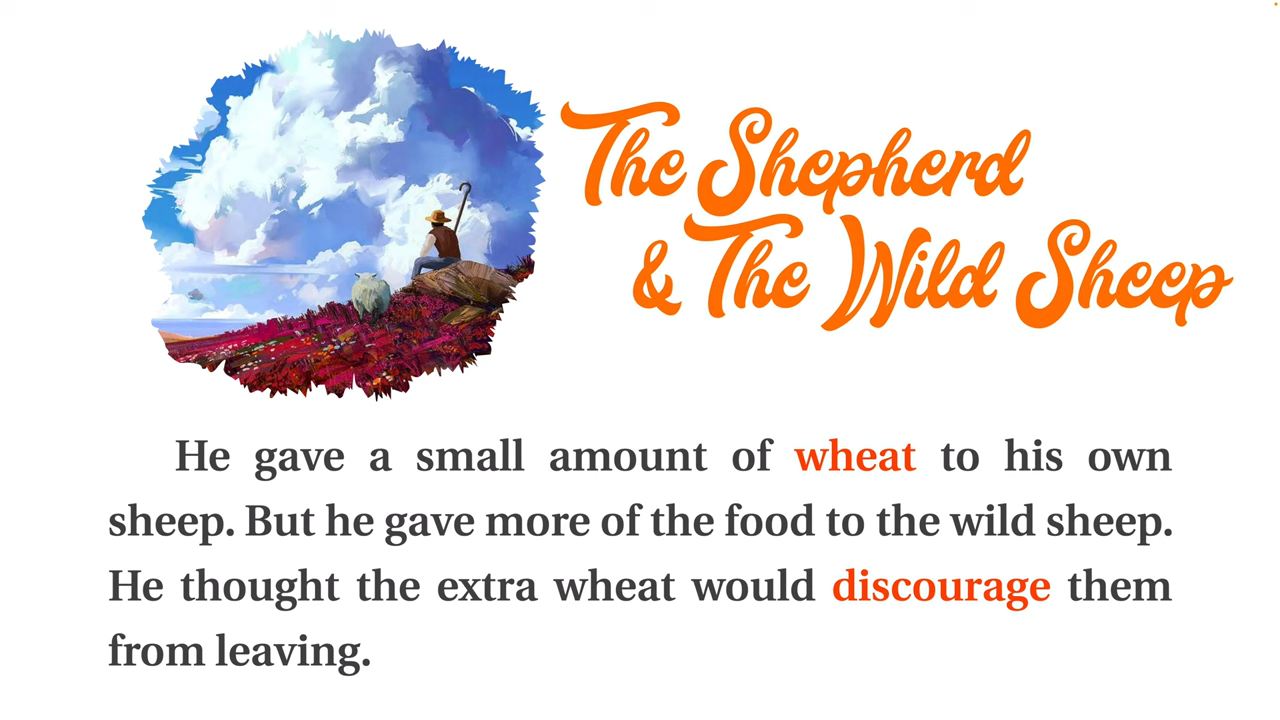 The Shepherd
& The Wild Sheep
He gave a small amount of wheat to his own
sheep. But he gave more of the food to the wild sheep.
He thought the extra wheat would discourage them
from leaving.